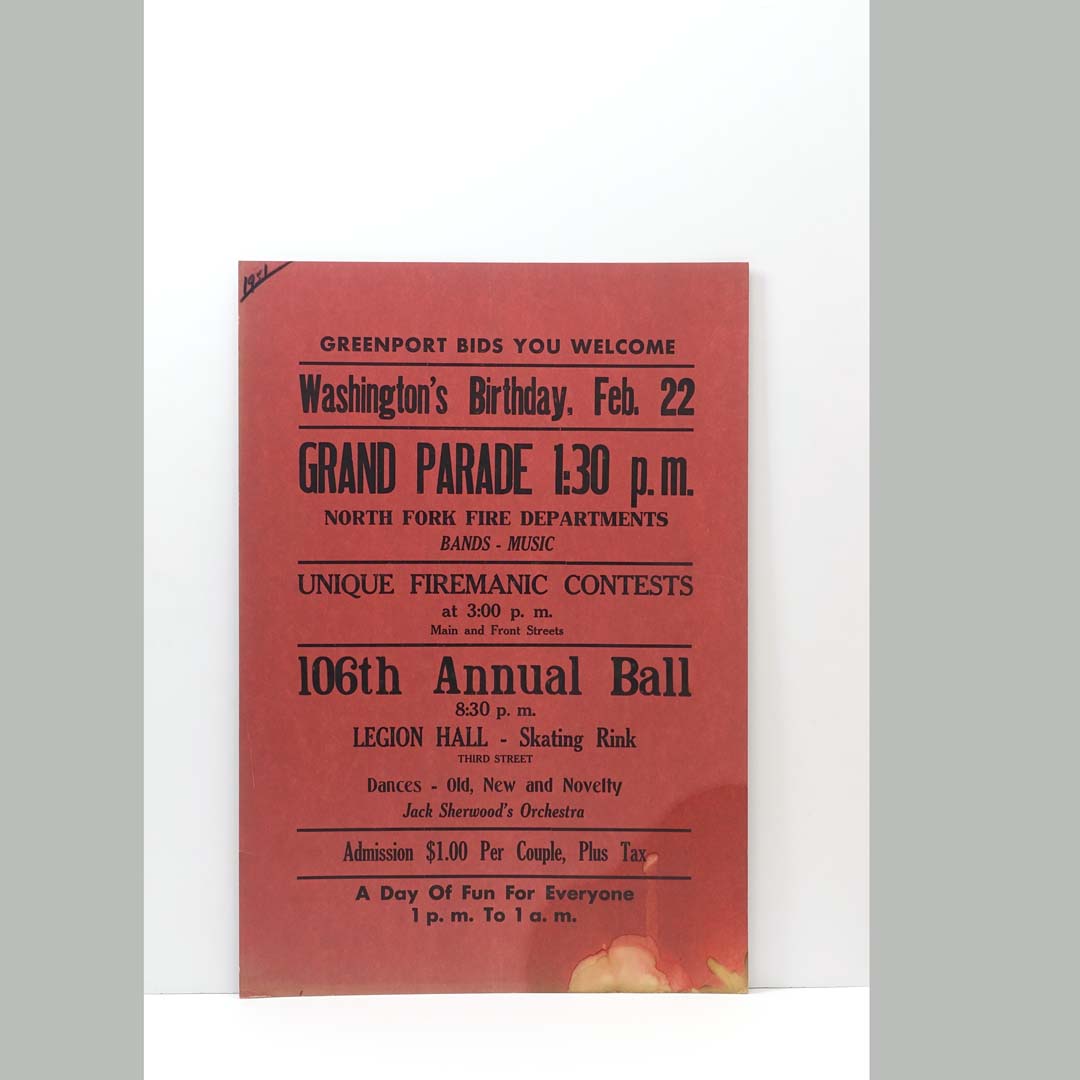 1951
GREENPORT BIDS YOU WELCOME
Washington's Birthday, Feb. 22
GRAND PARADE 1:30 p. m.
NORTH FORK FIRE DEPARTMENTS
BANDS - MUSIC
UNIQUE FIREMANIC CONTESTS
at 3:00 p. m.
Main and Front Streets
106th Annual Ball
8:30 p. m.
LEGION HALL - Skating Rink
THIRD STREET
Dances - Old, New and Novelty
Jack Sherwood's Orchestra
Admission $1.00 Per Couple, Plus Tax
A Day Of Fun For Everyone
1 p. m. To 1 a. m.